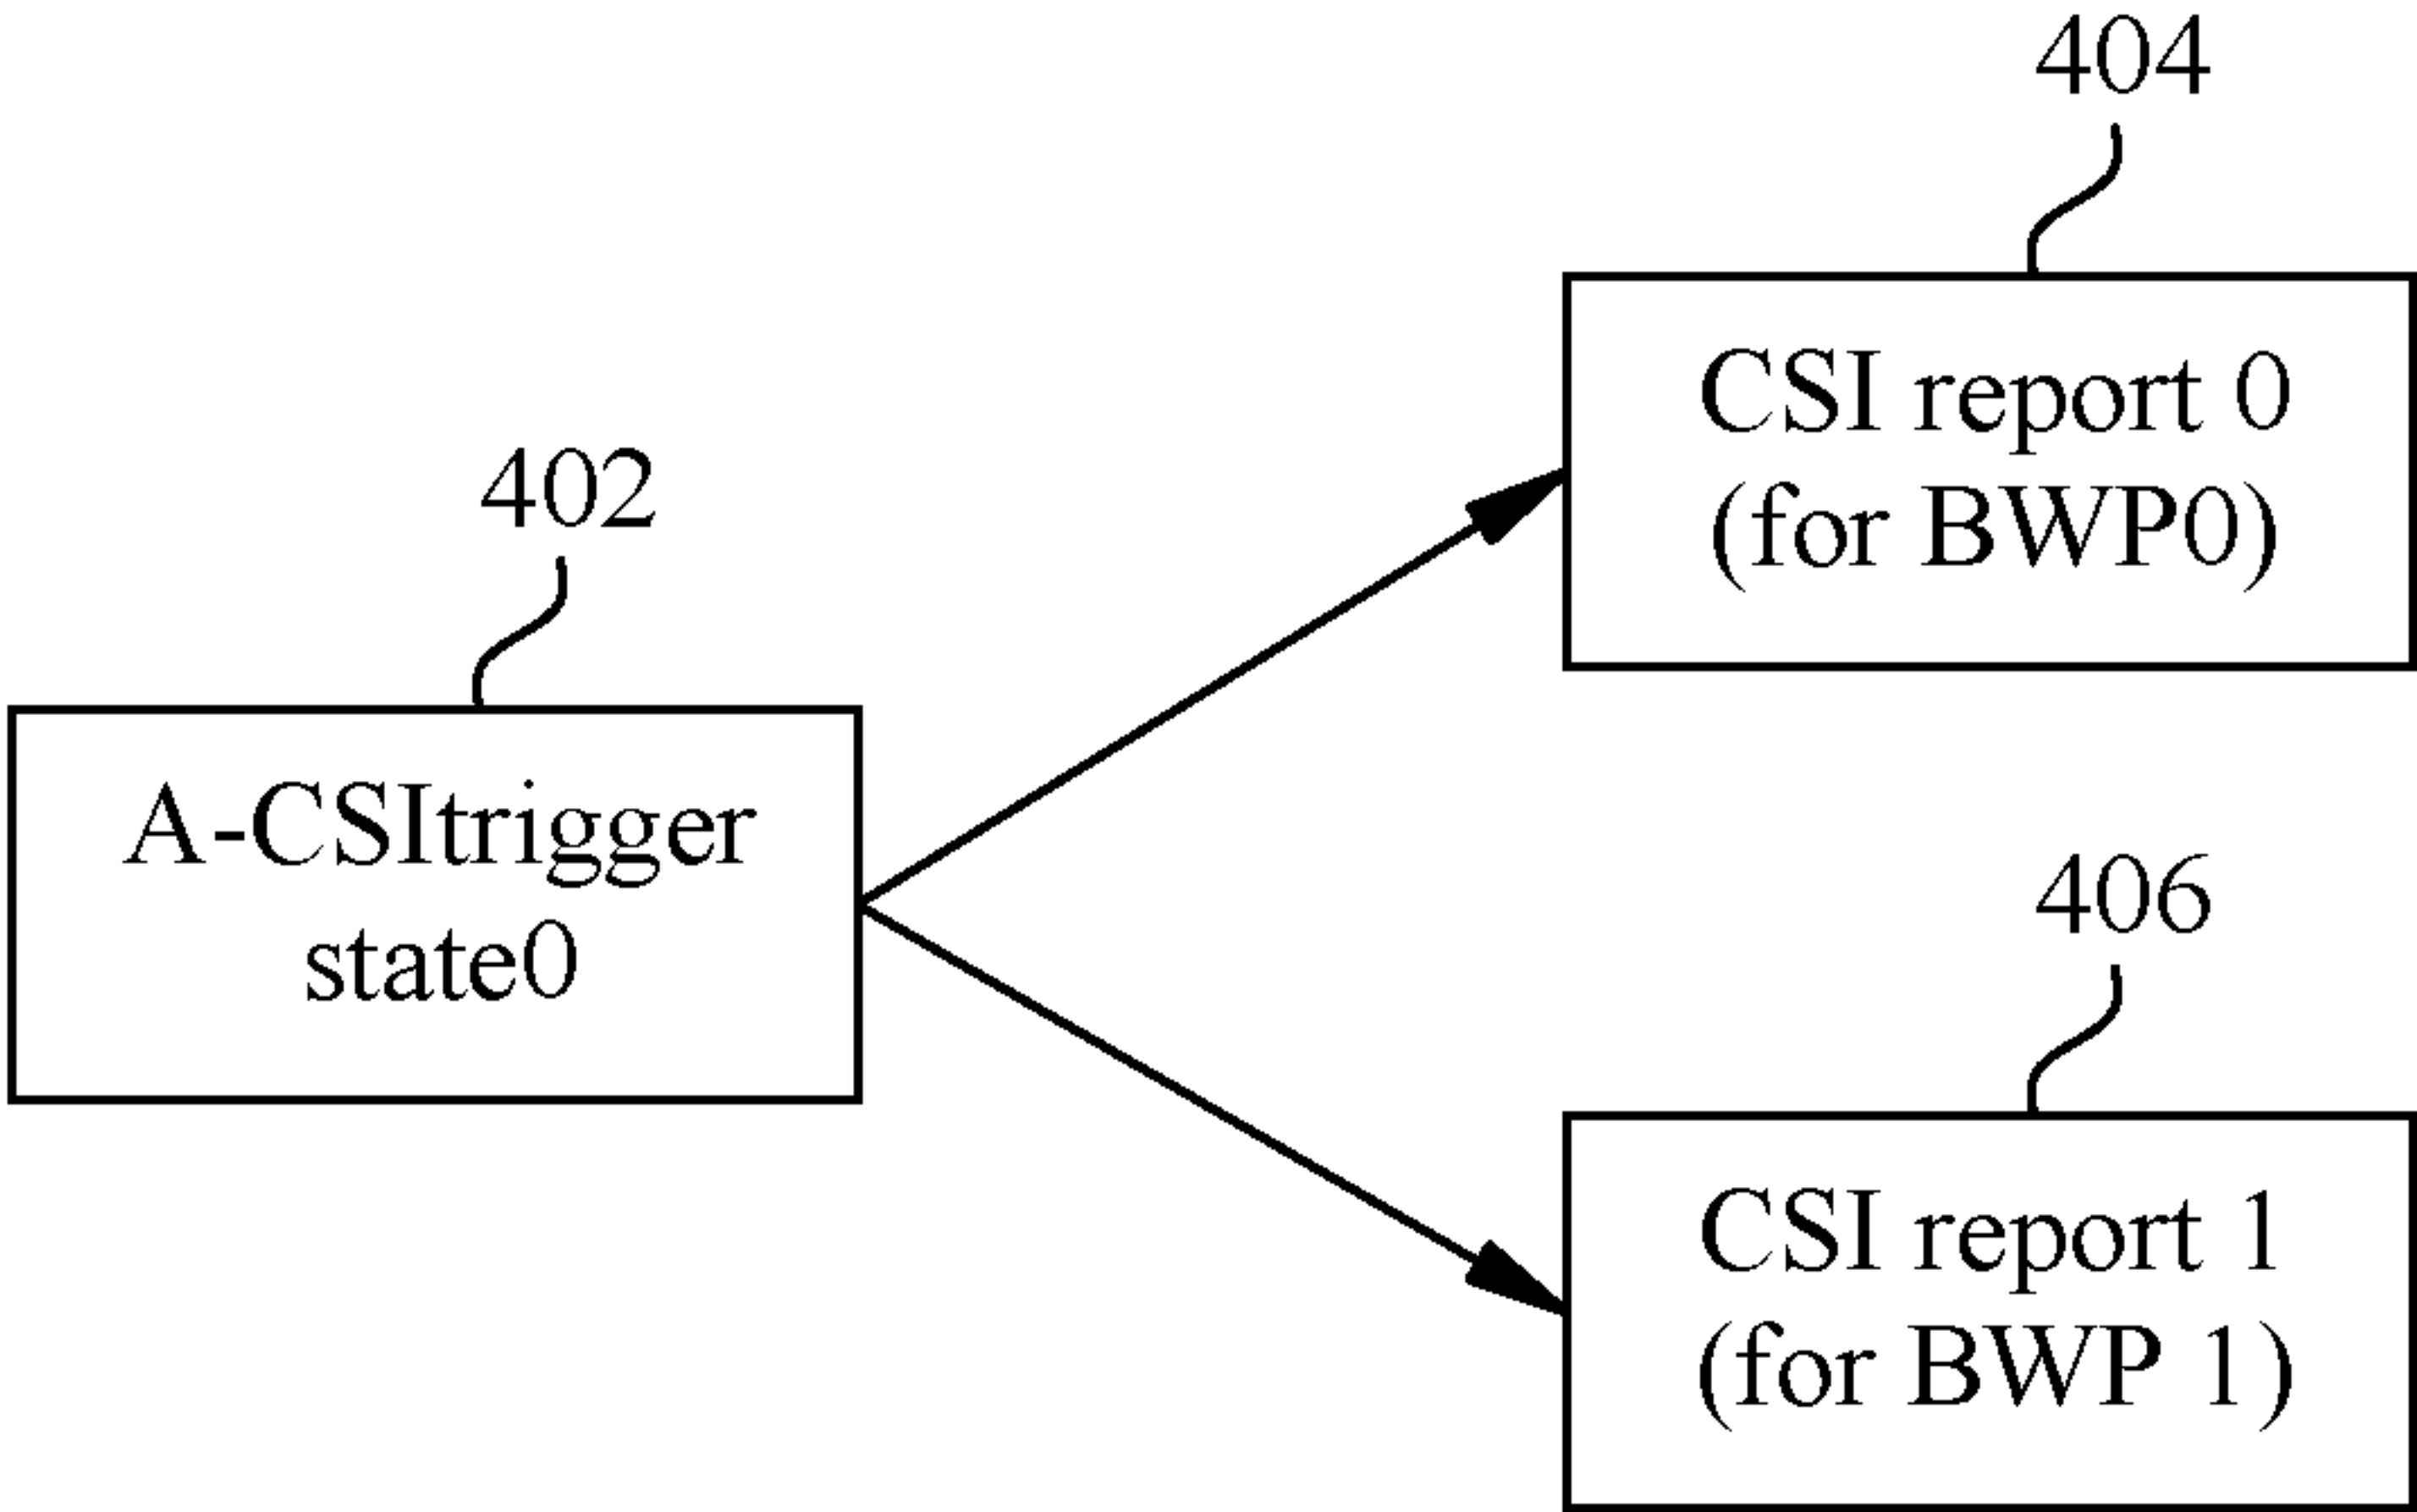 404
CSI report 0
(for BWP0)
402
A-CSItrigger
state0
406
CSI report 1
(for BWP 1)